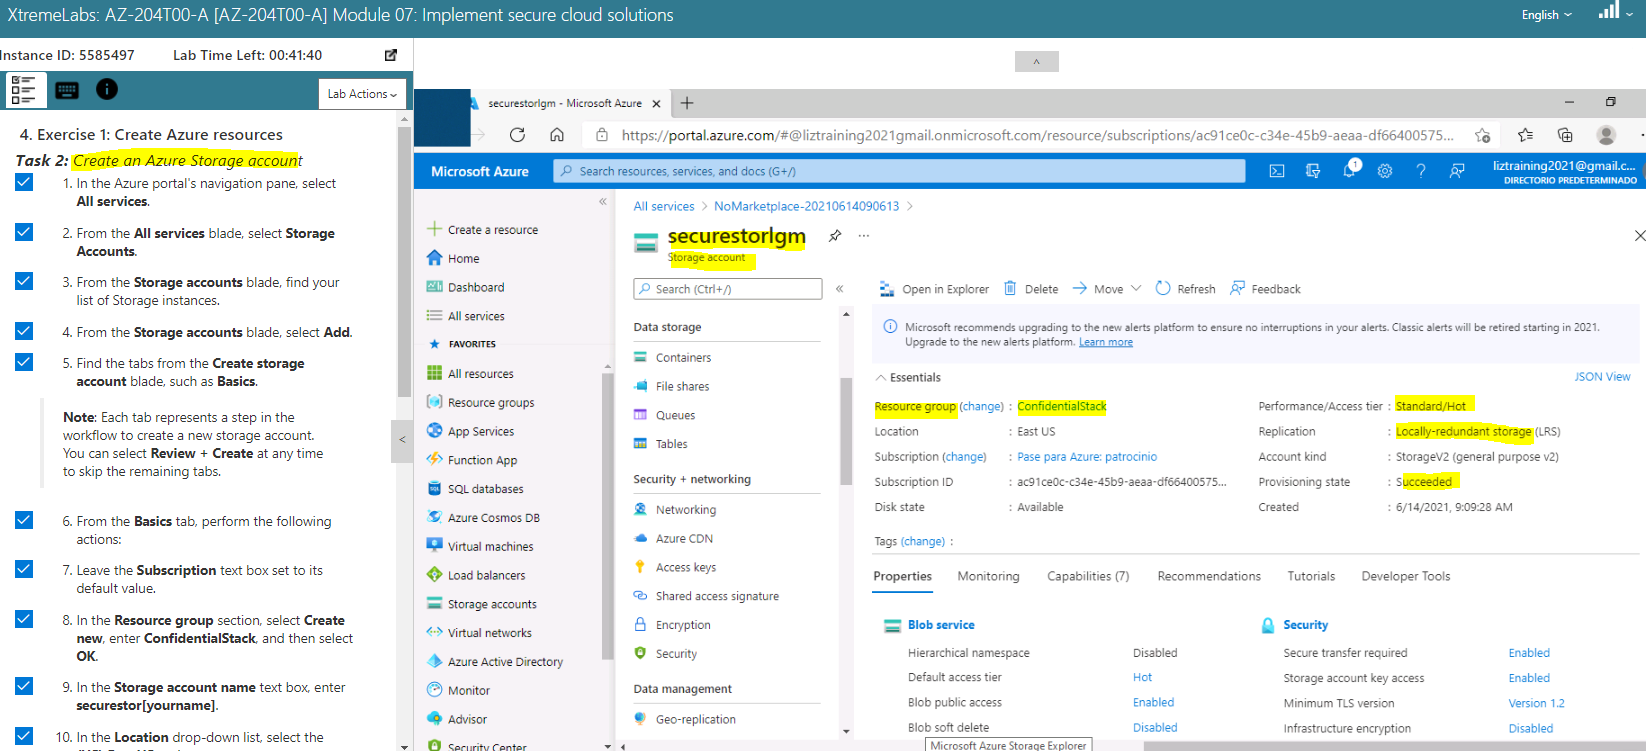 XtremeLabs: AZ-204T00-A [AZ-204T00-A] Module 07: Implement secure cloud solutions
English
Instance ID: 5585497 Lab Time Left: 00:41:40
Lab Actions
4. Exercise 1: Create Azure resources
Task 2: Create an Azure Storage account
1. In the Azure portal's navigation pane, select
All services.
2. From the All services blade, select Storage
Accounts.
3. From the Storage accounts blade, find your
list of Storage instances.
4. From the Storage accounts blade, select Add.
5. Find the tabs from the Create storage
account blade, such as Basics.
Note: Each tab represents a step in the
workflow to create a new storage account.
You can select Review + Create at any time
to skip the remaining tabs.
6. From the Basics tab, perform the following
actions:
7. Leave the Subscription text box set to its
default value.
8. In the Resource group section, select Create
new, enter ConfidentialStack, and then select
OK.
9. In the Storage account name text box, enter
securestor[yourname].
10. In the Location drop-down list, select the
securestorlgm - Microsoft Azure
https://portal.azure.com/#@liztraining2021gmail.onmicrosoft.com/resource/subscriptions/ac91ce0c-c34e-45b9-aeaa-df66400575...
Microsoft Azure
Search resources, services, and docs (G+/)
1
liztraining2021@gmail.c...
DIRECTORIO PREDETERMINADO
Create a resource
Home
Dashboard
All services
FAVORITES
All resources
Resource groups
App Services
Function App
SQL databases
Azure Cosmos DB
Virtual machines
Load balancers
Storage accounts
Virtual networks
Azure Active Directory
Monitor
Advisor
Security Center
All services > NoMarketplace-20210614090613 >
securestorlgm
Storage account
Search (Ctrl+/)
Data storage
Containers
File shares
Queues
Tables
Security + networking
Networking
Azure CDN
Access keys
Shared access signature
Encryption
Security
Data management
Geo-replication
Open in Explorer Delete Move Refresh Feedback
Microsoft recommends upgrading to the new alerts platform to ensure no interruptions in your alerts. Classic alerts will be retired starting in 2021.
Upgrade to the new alerts platform. Learn more
Essentials
JSON View
Resource group (change) : ConfidentialStack
Location : East US
Subscription (change) : Pase para Azure: patrocinio
Subscription ID : ac91ce0c-c34e-45b9-aeaa-df66400575...
Disk state : Available
Performance/Access tier : Standard/Hot
Replication : Locally-redundant storage (LRS)
Account kind : StorageV2 (general purpose v2)
Provisioning state : Succeeded
Created : 6/14/2021, 9:09:28 AM
Tags (change) :
Properties Monitoring Capabilities (7) Recommendations Tutorials Developer Tools
Blob service
Hierarchical namespace Disabled
Default access tier Hot
Blob public access Enabled
Blob soft delete Disabled
Security
Secure transfer required Enabled
Storage account key access Enabled
Minimum TLS version Version 1.2
Infrastructure encryption Disabled
Microsoft Azure Storage Explorer